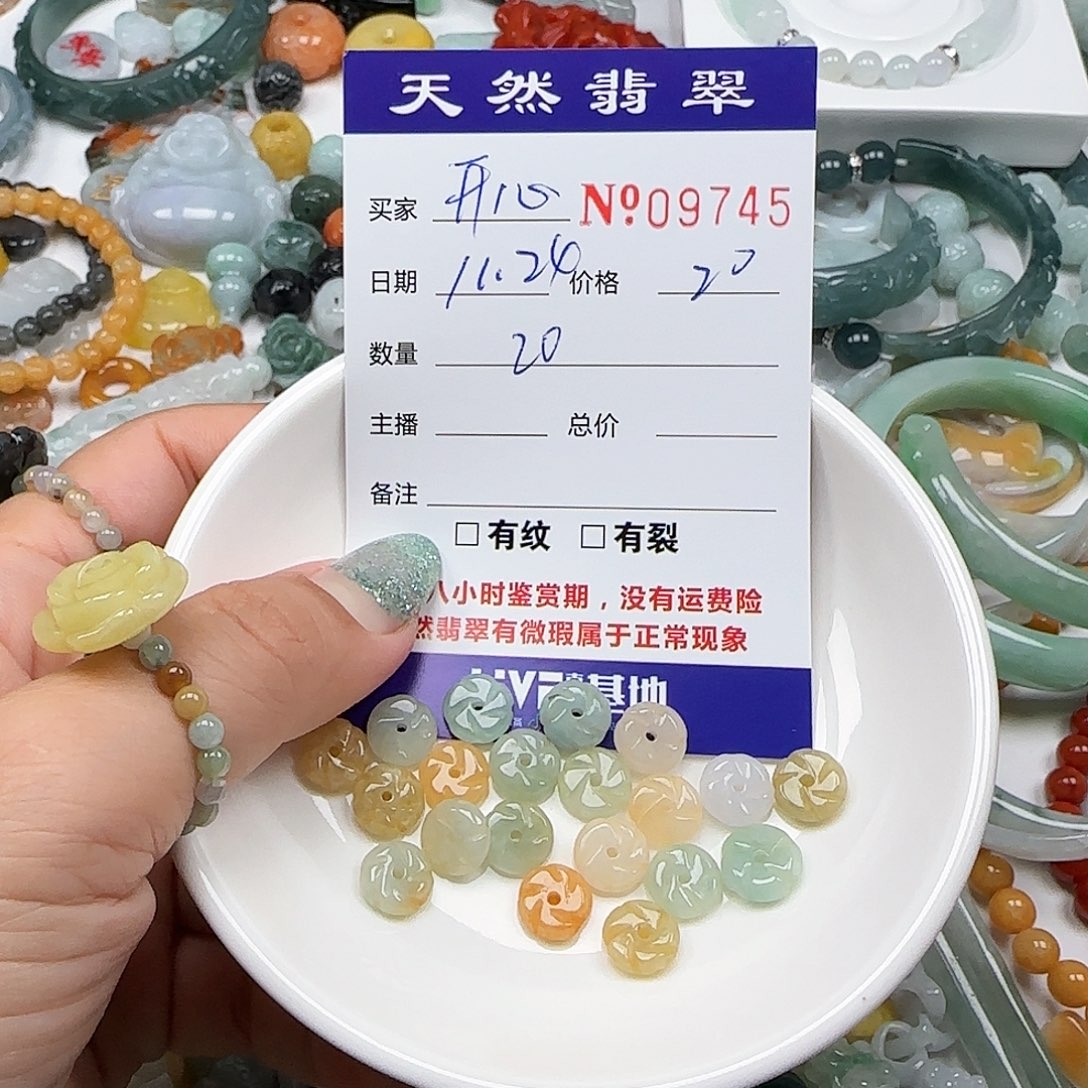 天然翡翠
买家 开10 Nº09745
日期 11.24 价格 20
数量 20
主播 总价
备注
□有纹 □有裂
八小时鉴赏期，没有运费险
然翡翠有微瑕属于正常现象
基地
平安